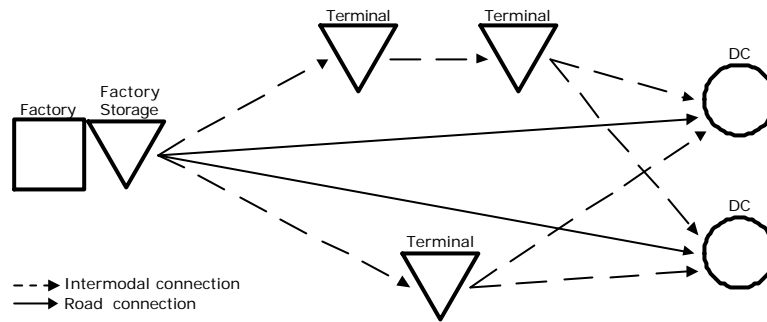 Terminal
Terminal
DC
Factory
Factory
Storage
DC
Terminal
Intermodal connection
Road connection